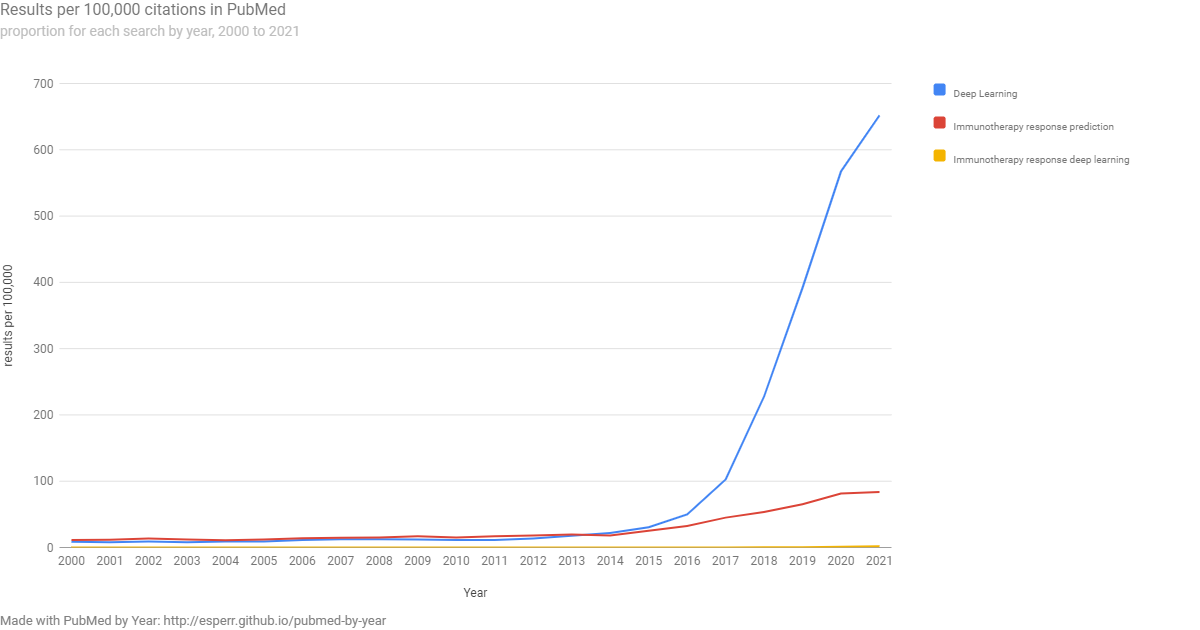 Results per 100,000 citations in PubMed
proportion for each search by year, 2000 to 2021
700
600
500
400
300
200
100
0
results per 100,000
2000 2001 2002 2003 2004 2005 2006 2007 2008 2009 2010 2011 2012 2013 2014 2015 2016 2017 2018 2019 2020 2021
Year
Deep Learning
Immunotherapy response prediction
Immunotherapy response deep learning
Made with PubMed by Year: http://esperr.github.io/pubmed-by-year